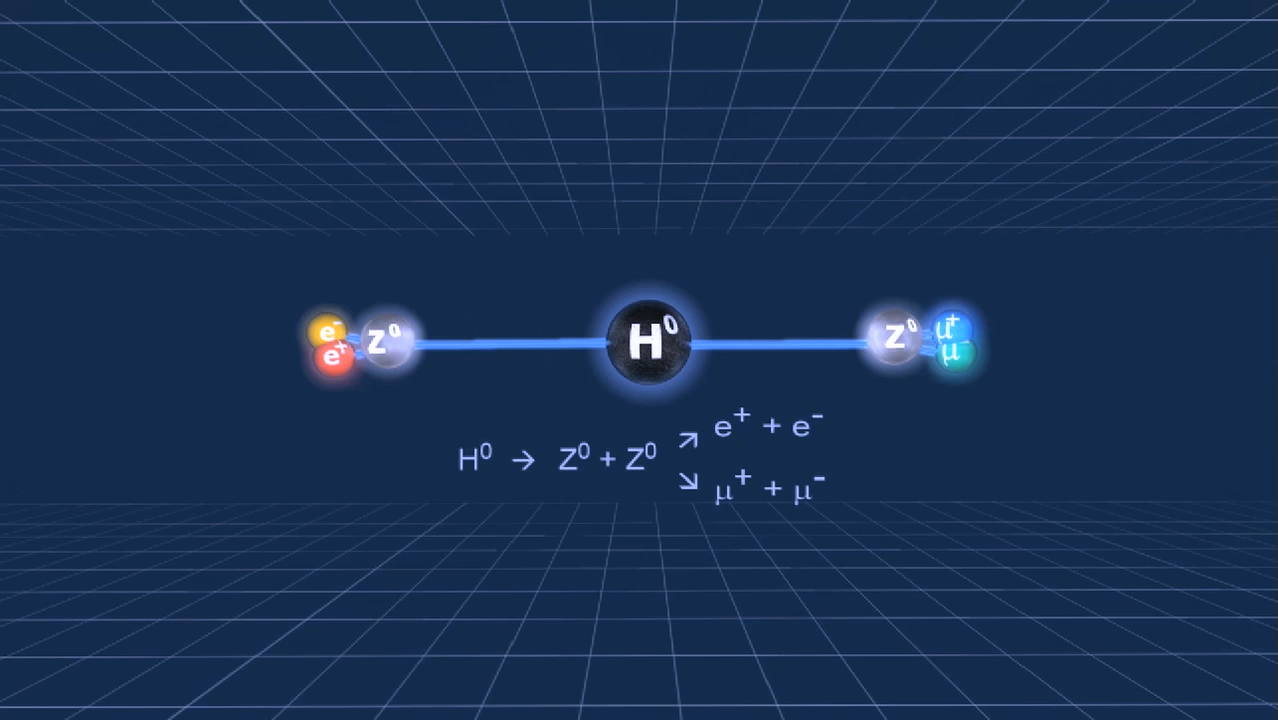 e⁻ Z⁰ H⁰ Z⁰ μ⁺
e⁺ μ
e⁺ + e⁻
H⁰ → Z⁰ + Z⁰ ↗ ↘
μ⁺ + μ⁻